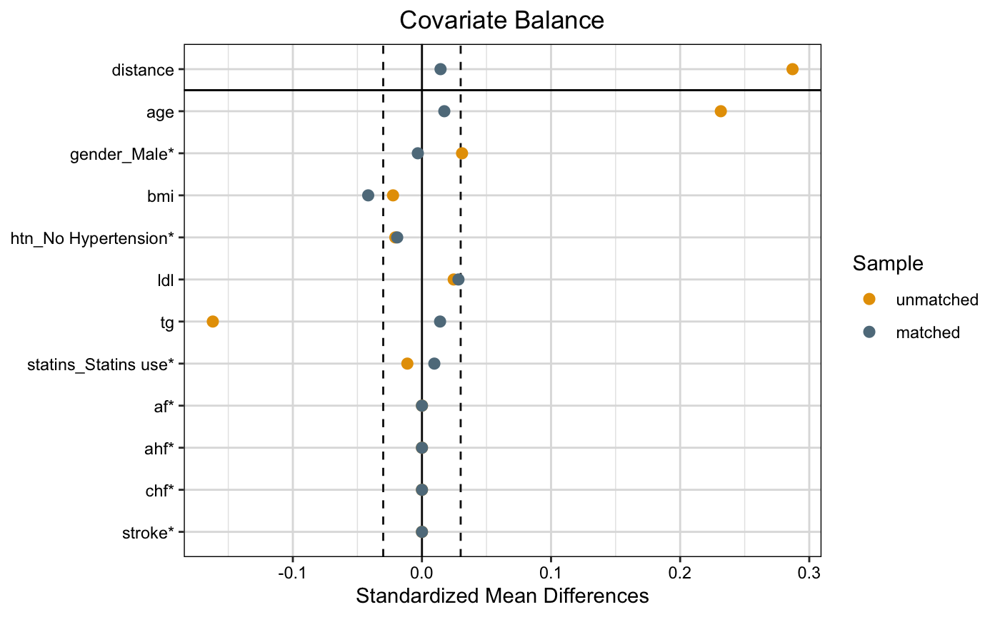 Covariate Balance
distance
age
gender_Male*
bmi
htn_No Hypertension*
ldl
tg
statins_Statins use*
af*
ahf*
chf*
stroke*
-0.1 0.0 0.1 0.2 0.3
Standardized Mean Differences
Sample
unmatched
matched